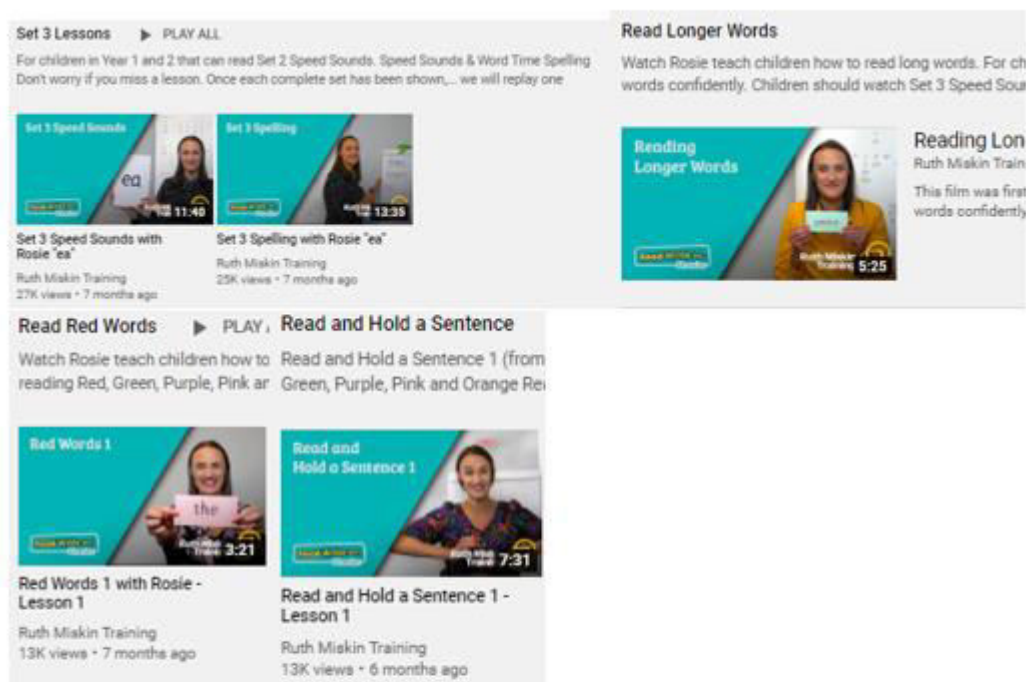 Set 3 Lessons PLAY ALL
For children in Year 1 and 2 that can read Set 2 Speed Sounds. Speed Sounds & Word Time Spelling
Don't worry if you miss a lesson. Once each complete set has been shown,... we will replay one
Set 3 Speed Sounds
ea
11:40
Set 3 Spelling
13:35
Set 3 Speed Sounds with
Rosie "ea"
Ruth Miskin Training
27K views • 7 months ago
Set 3 Spelling with Rosie "ea"
Ruth Miskin Training
25K views • 7 months ago
Read Longer Words
Watch Rosie teach children how to read long words. For ch
words confidently. Children should watch Set 3 Speed Sou
Reading
Longer Words
Ruth Miskin
Training
5:25
Reading Lon
Ruth Miskin Train
This film was first
words confidently
Read Red Words PLAY
Watch Rosie teach children how to
reading Red, Green, Purple, Pink ar
Red Words 1
the
3:21
Red Words 1 with Rosie -
Lesson 1
Ruth Miskin Training
13K views • 7 months ago
Read and Hold a Sentence
Read and Hold a Sentence 1 (from
Green, Purple, Pink and Orange Re
Read and
Hold a Sentence 1
7:31
Read and Hold a Sentence 1 -
Lesson 1
Ruth Miskin Training
13K views • 6 months ago